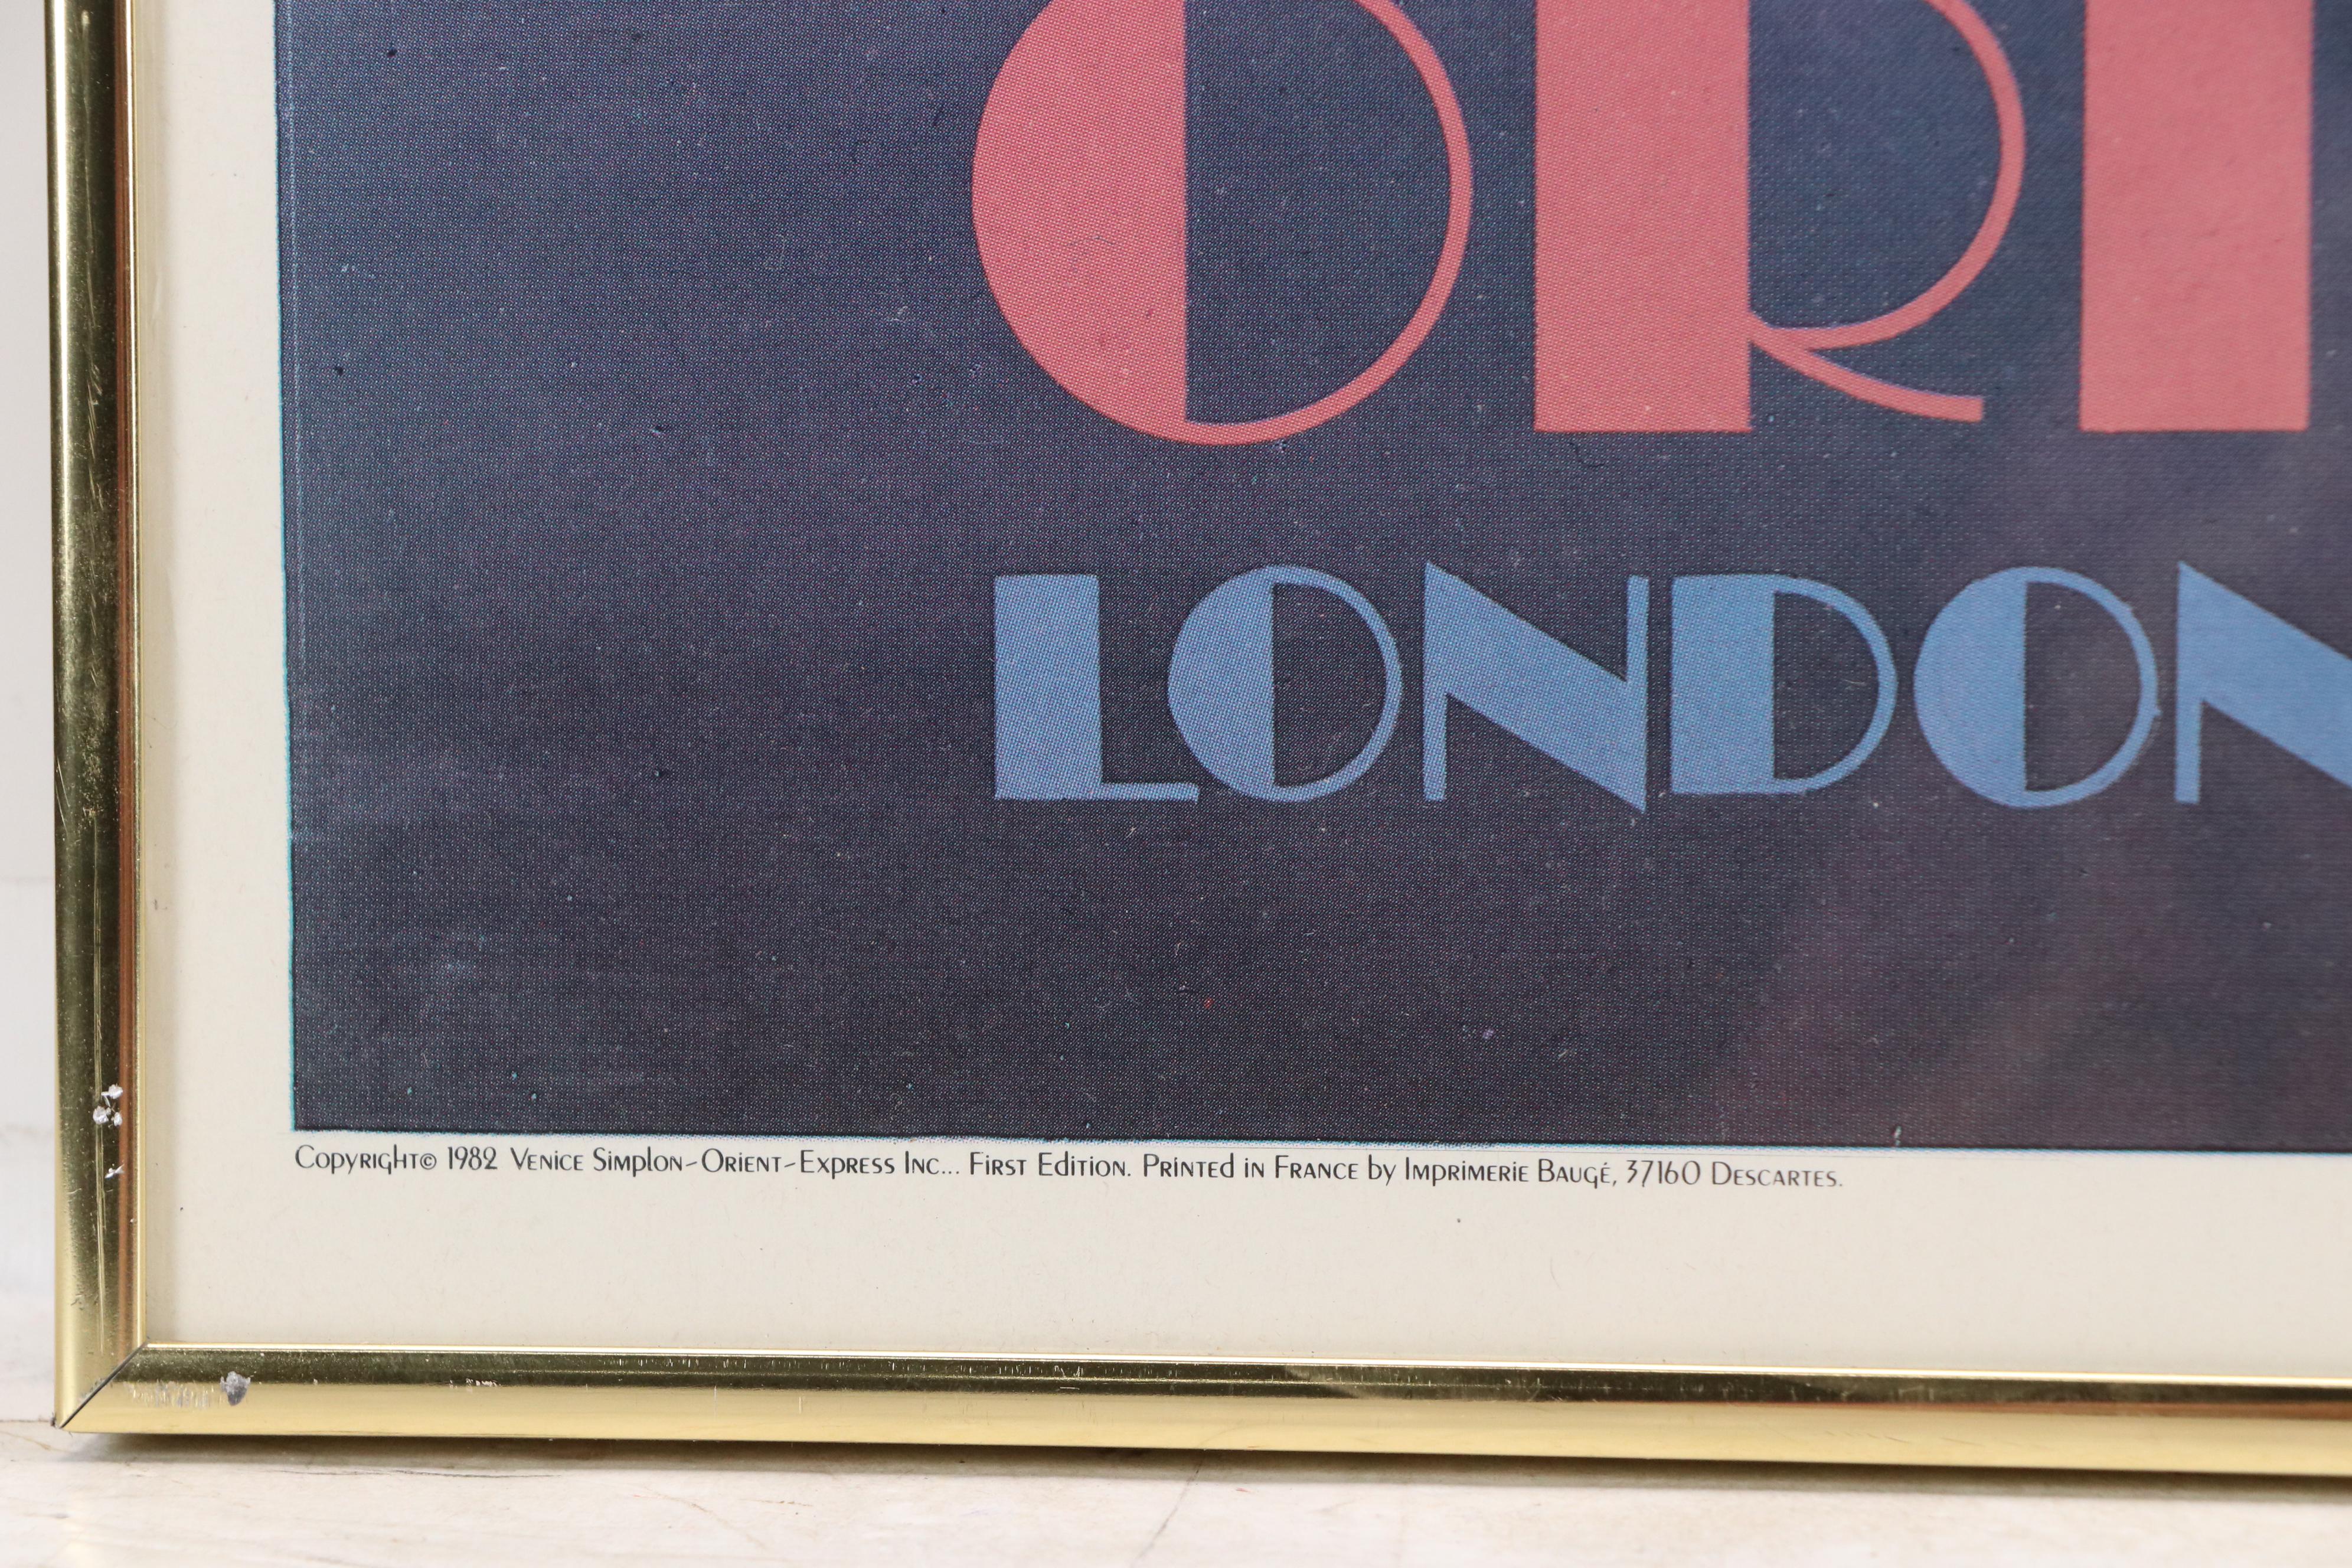 ORI
LONDON
Copyright© 1982 Venice Simplon-Orient-Express Inc... First Edition. Printed in France by Imprimerie Baugé, 37160 Descartes.